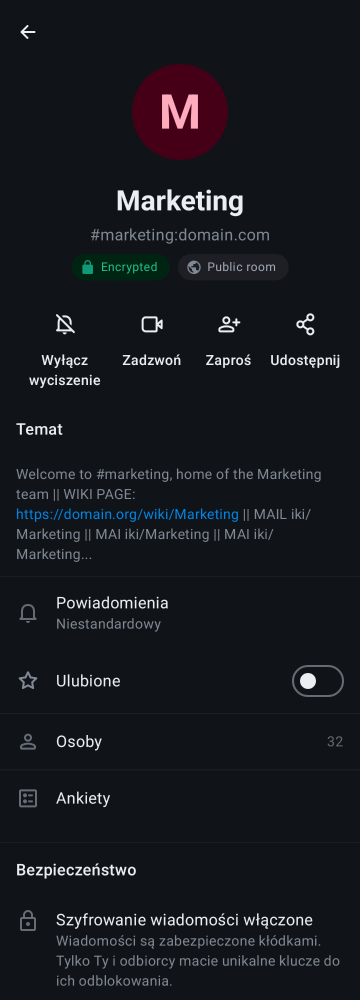 M
Marketing
#marketing:domain.com
Encrypted
Public room
Wyłącz
wyciszenie
Zadzwoń
Zaproś
Udostępnij
Temat
Welcome to #marketing, home of the Marketing
team || WIKI PAGE:
https://domain.org/wiki/Marketing || MAIL iki/
Marketing || MAI iki/Marketing || MAI iki/
Marketing...
Powiadomienia
Niestandardowy
Ulubione
Osoby 32
Ankiety
Bezpieczeństwo
Szyfrowanie wiadomości włączone
Wiadomości są zabezpieczone kłódkami.
Tylko Ty i odbiorcy macie unikalne klucze do
ich odblokowania.